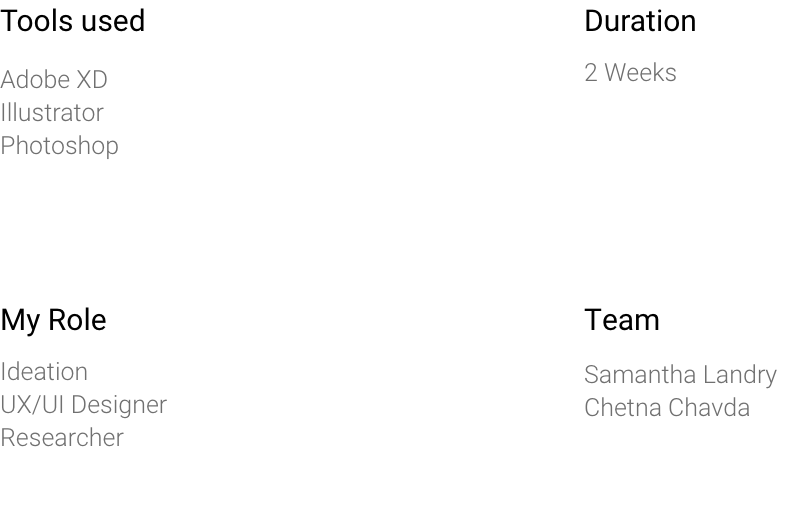 Tools used
Adobe XD
Illustrator
Photoshop
Duration
2 Weeks
My Role
Ideation
UX/UI Designer
Researcher
Team
Samantha Landry
Chetna Chavda